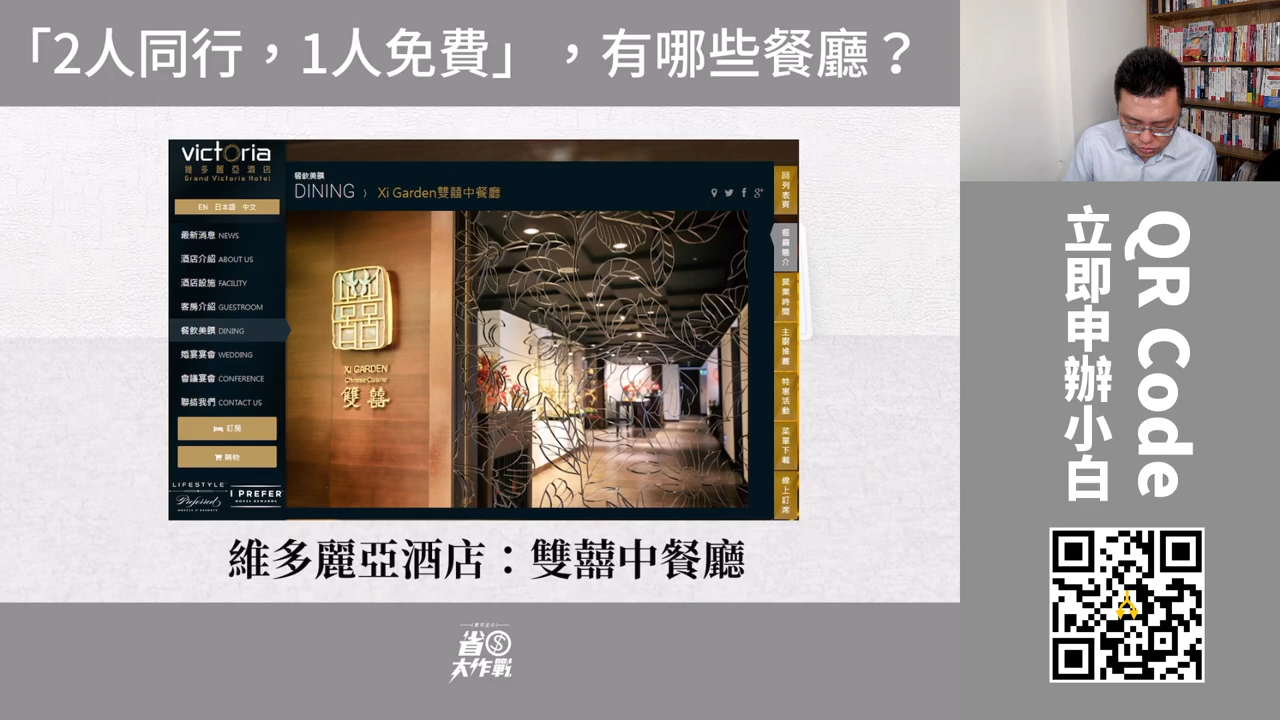 「2人同行，1人免費」，有哪些餐廳？
victoria
維多麗亞酒店
Grand Victoria Hotel
EN 日本語 中文
最新消息 NEWS
酒店介紹 ABOUT US
酒店設施 FACILITY
客房介紹 GUESTROOM
餐飲美饌 DINING
婚宴宴會 WEDDING
會議宴會 CONFERENCE
聯絡我們 CONTACT US
訂房
購物
LIFESTYLE
Preferred
HOTELS & RESORTS
I PREFER
HOTEL REWARDS
餐飲美饌
DINING 〉 Xi Garden雙囍中餐廳
XI GARDEN
Chinese Cuisine
雙囍
回列表頁
餐廳簡介
營業時間
主廚推薦
特惠活動
菜單下載
線上訂席
維多麗亞酒店：雙囍中餐廳
省$
大作戰
QR Code
立即申辦小白